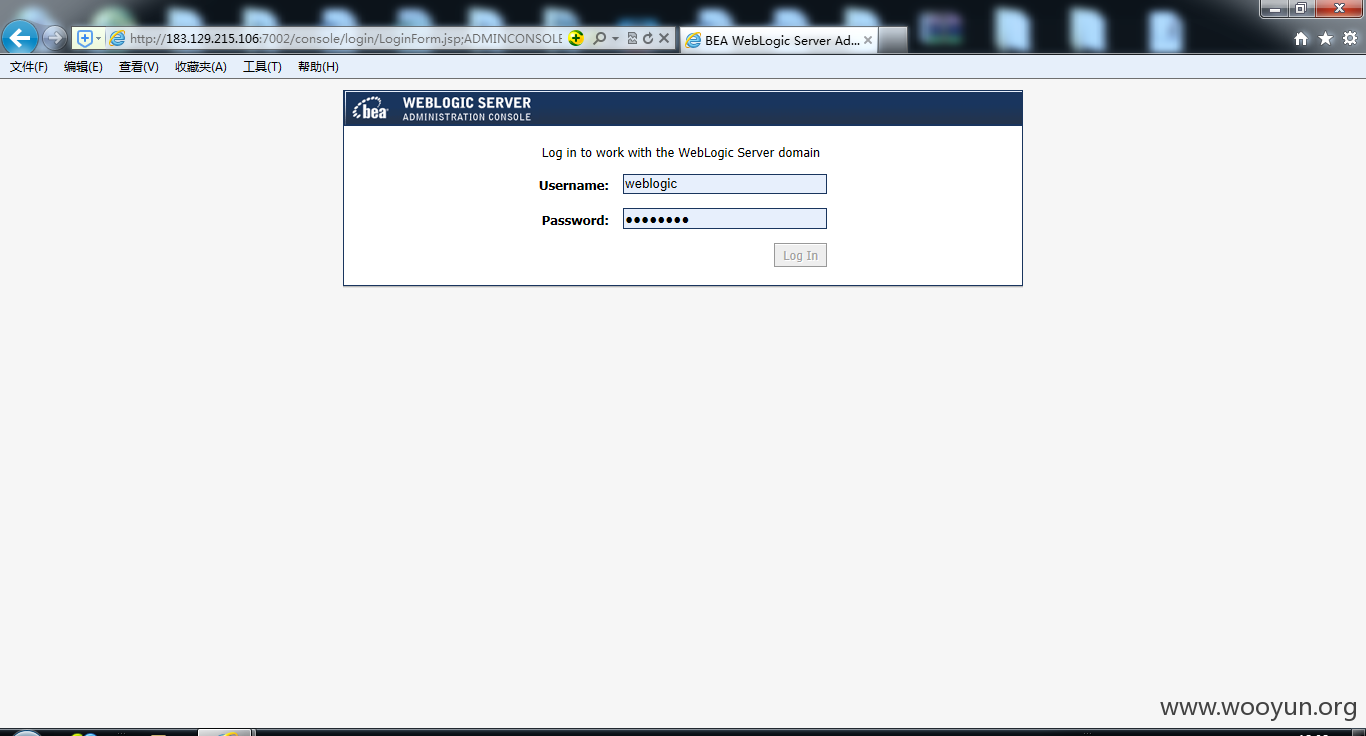 http://183.129.215.106:7002/console/login/LoginForm.jsp;ADMINCONSOLE
BEA WebLogic Server Ad...
文件(F) 编辑(E) 查看(V) 收藏夹(A) 工具(T) 帮助(H)
bea
WEBLOGIC SERVER
ADMINISTRATION CONSOLE
Log in to work with the WebLogic Server domain
Username: weblogic
Password: ●●●●●●●●
Log In
www.wooyun.org